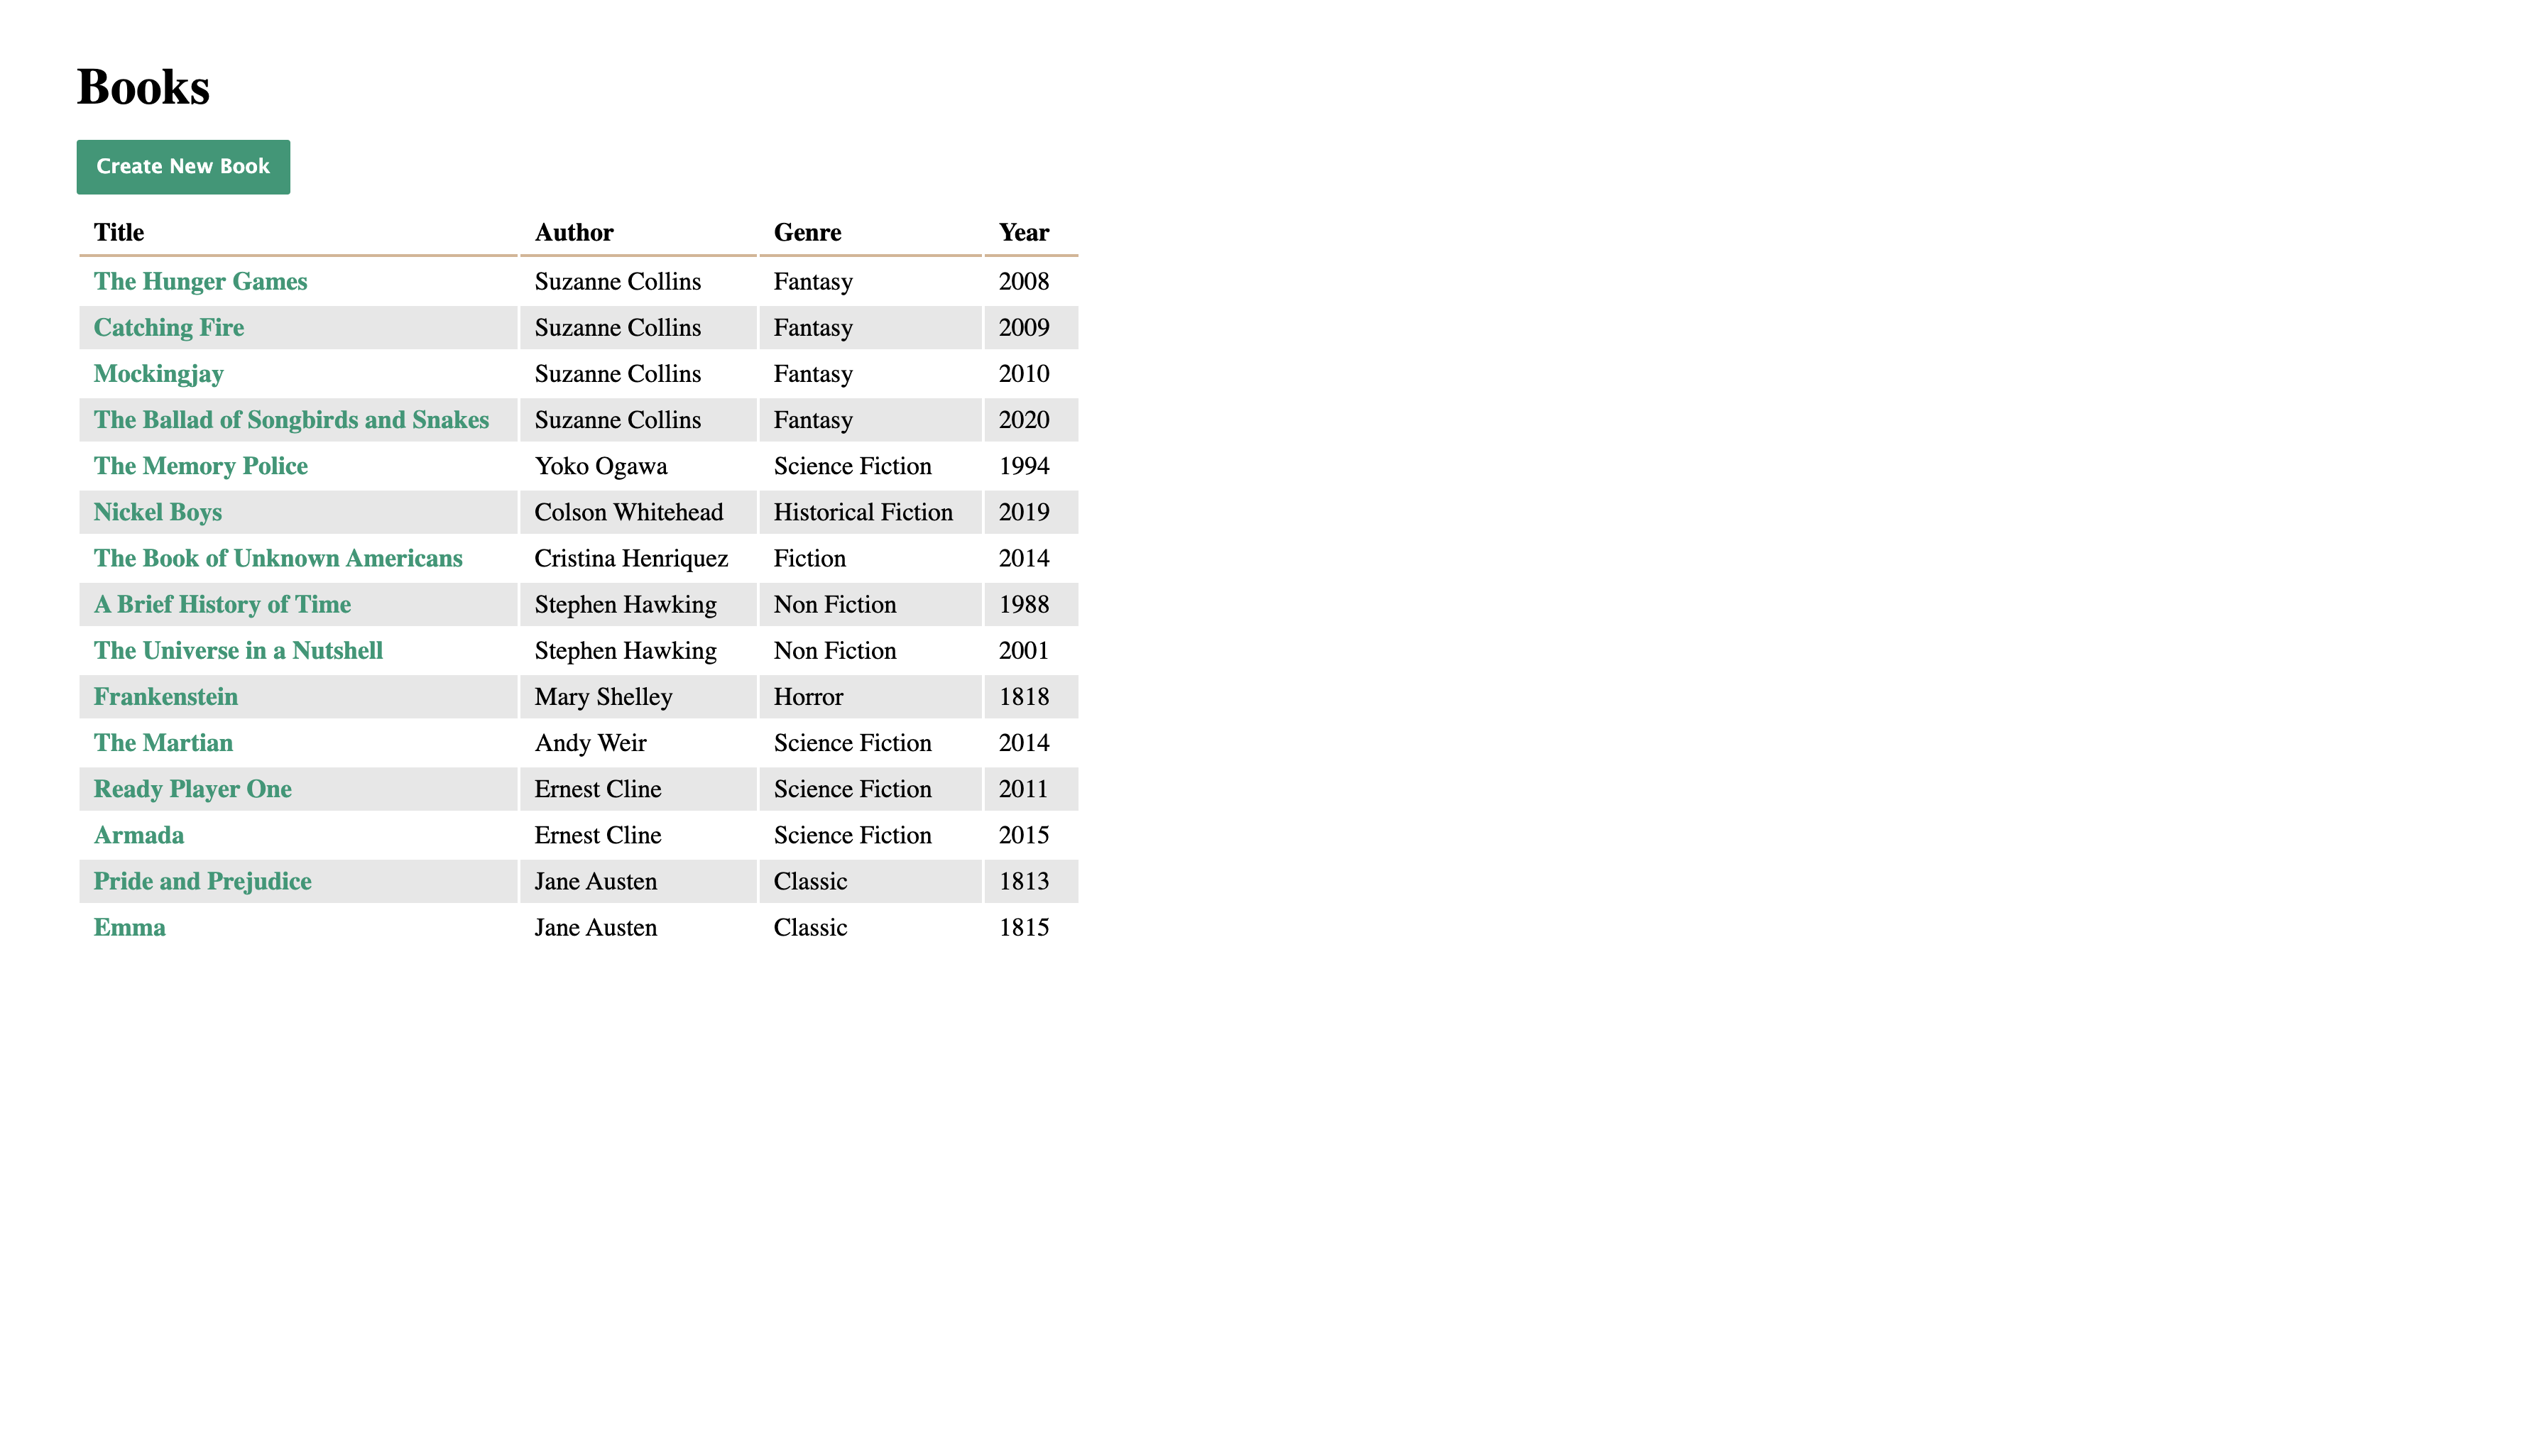 Books
Create New Book
Title Author Genre Year
The Hunger Games Suzanne Collins Fantasy 2008
Catching Fire Suzanne Collins Fantasy 2009
Mockingjay Suzanne Collins Fantasy 2010
The Ballad of Songbirds and Snakes Suzanne Collins Fantasy 2020
The Memory Police Yoko Ogawa Science Fiction 1994
Nickel Boys Colson Whitehead Historical Fiction 2019
The Book of Unknown Americans Cristina Henriquez Fiction 2014
A Brief History of Time Stephen Hawking Non Fiction 1988
The Universe in a Nutshell Stephen Hawking Non Fiction 2001
Frankenstein Mary Shelley Horror 1818
The Martian Andy Weir Science Fiction 2014
Ready Player One Ernest Cline Science Fiction 2011
Armada Ernest Cline Science Fiction 2015
Pride and Prejudice Jane Austen Classic 1813
Emma Jane Austen Classic 1815